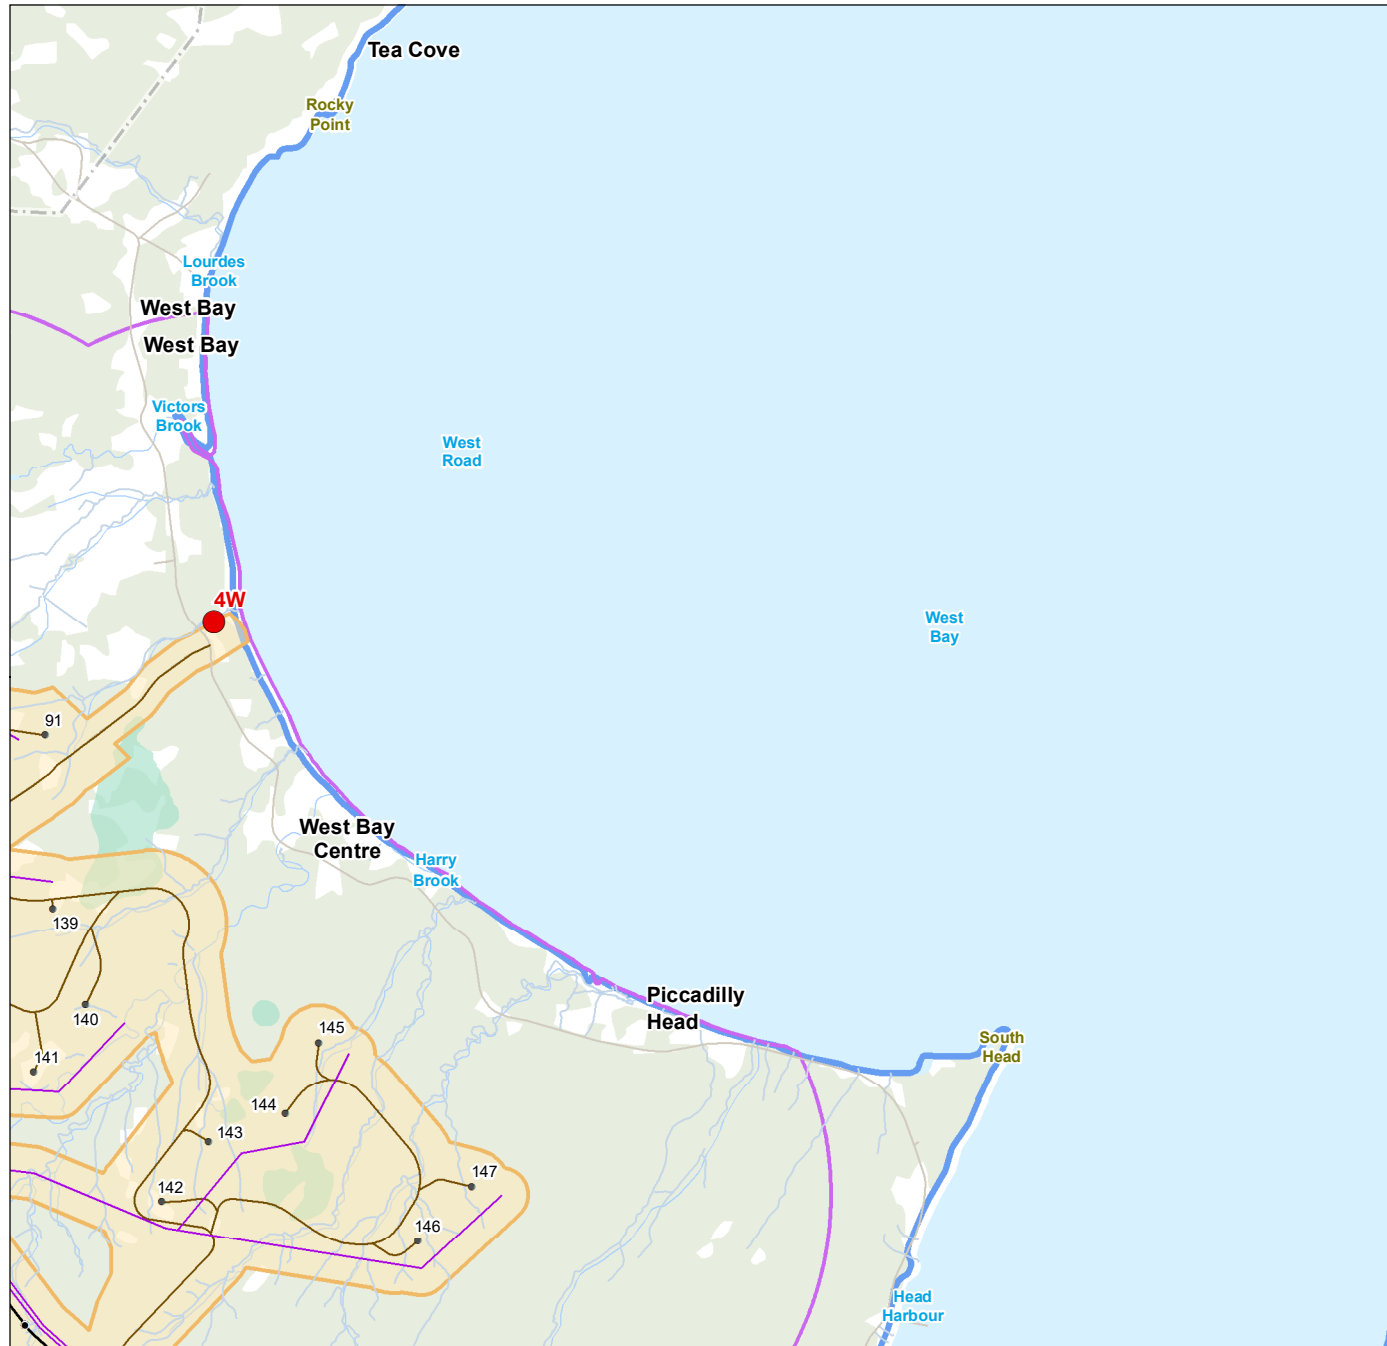 Tea Cove
Rocky
Point
Lourdes
Brook
West Bay
West Bay
Victors
Brook
West
Road
4W
West
Bay
91
West Bay
Centre
Harry
Brook
139
140
141
Piccadilly
Head
145
South
Head
144
143
142
147
146
Head
Harbour